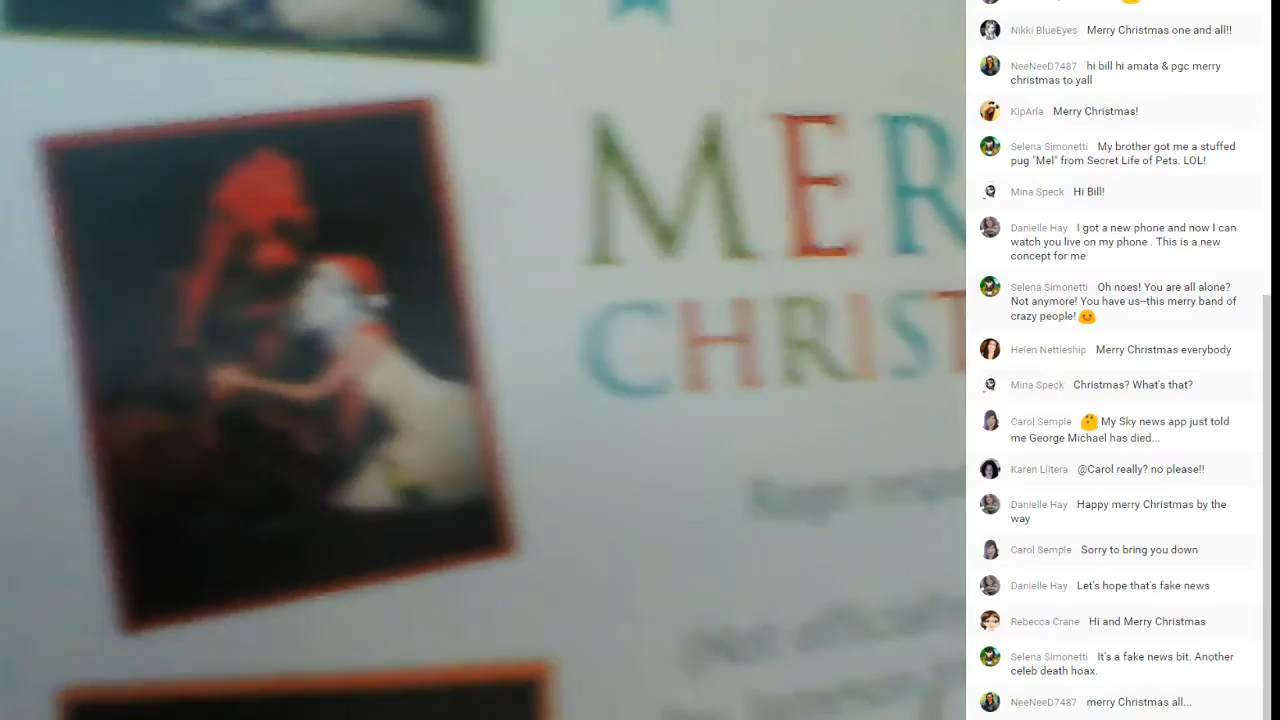 MER
CHRIST
Nikki BlueEyes Merry Christmas one and all!!
NeeNeeD7487 hi bill hi amata & pgc merry
christmas to yall
KipArla Merry Christmas!
Selena Simonetti My brother got me a stuffed
pug "Mel" from Secret Life of Pets. LOL!
Mina Speck Hi Bill!
Danielle Hay I got a new phone and now I can
watch you live on my phone . This is a new
concept for me
Selena Simonetti Oh noes! You are all alone?
Not anymore! You have us--this merry band of
crazy people!
Helen Nettleship Merry Christmas everybody
Mina Speck Christmas? What's that?
Carol Semple My Sky news app just told
me George Michael has died...
Karen Llitera @Carol really? no please!!
Danielle Hay Happy merry Christmas by the
way
Carol Semple Sorry to bring you down
Danielle Hay Let's hope that's fake news
Rebecca Crane Hi and Merry Christmas
Selena Simonetti It's a fake news bit. Another
celeb death hoax.
NeeNeeD7487 merry Christmas all...